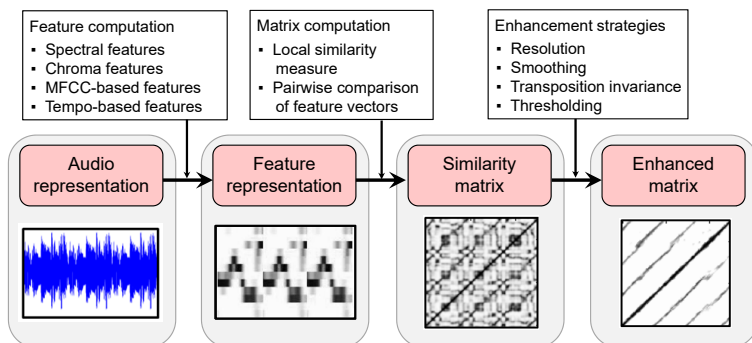 Feature computation
▪ Spectral features
▪ Chroma features
▪ MFCC-based features
▪ Tempo-based features
Matrix computation
▪ Local similarity
measure
▪ Pairwise comparison
of feature vectors
Enhancement strategies
▪ Resolution
▪ Smoothing
▪ Transposition invariance
▪ Thresholding
Audio
representation
Feature
representation
Similarity
matrix
Enhanced
matrix